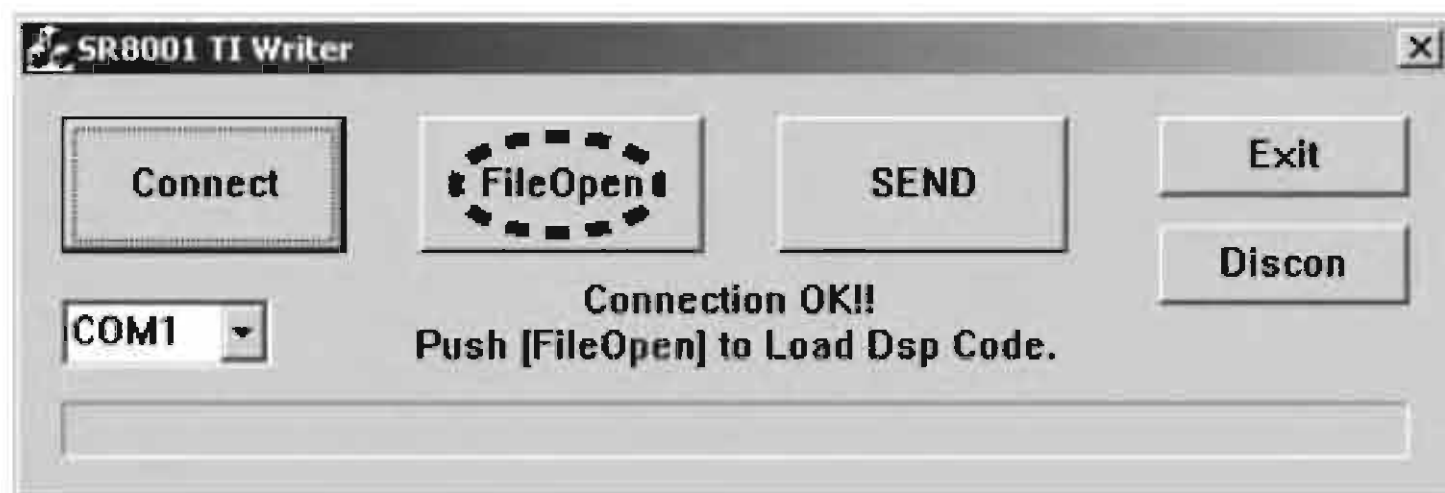 SR8001 TI Writer
Connect
FileOpen
SEND
Exit
Discon
COM1
Connection OK!!
Push [FileOpen] to Load Dsp Code.